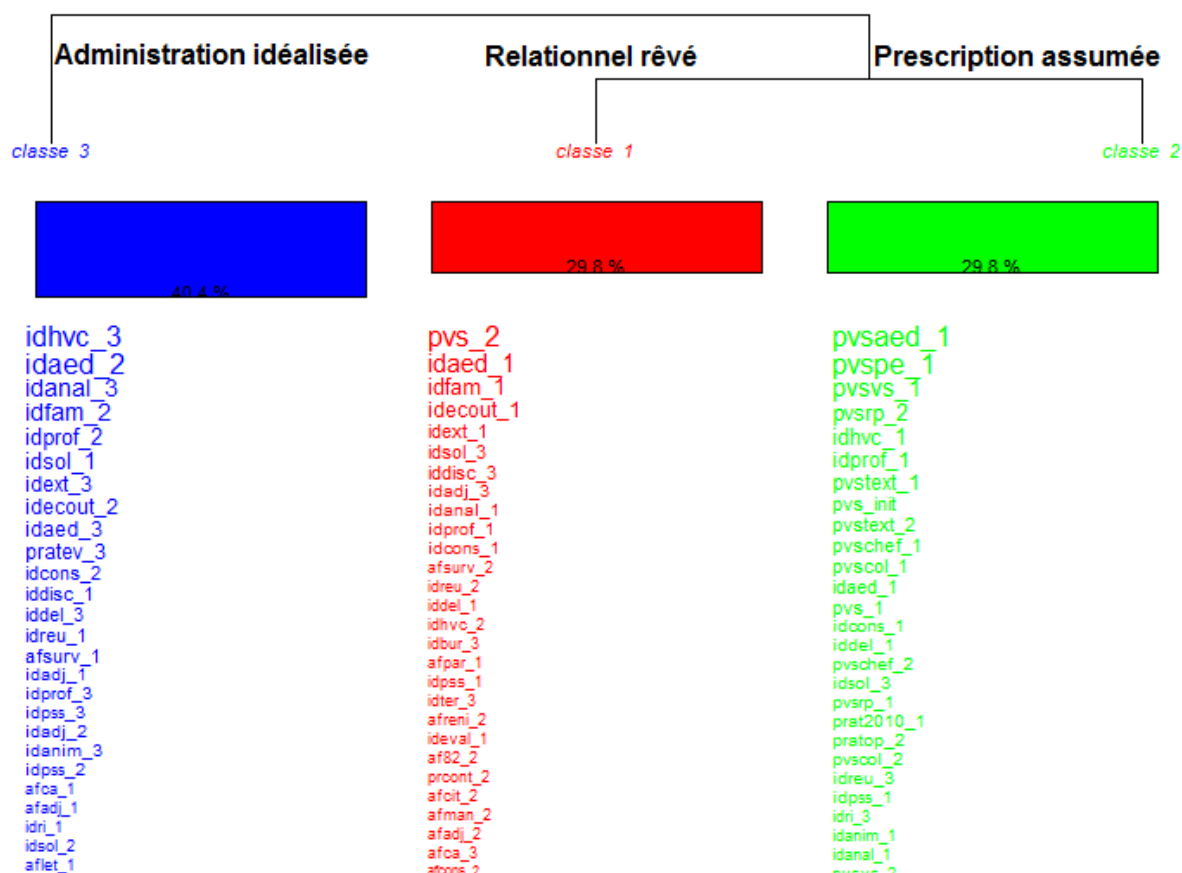 Administration idéalisée
Relationnel rêvé
Prescription assumée
classe 3
classe 1
classe 2
40.4 %
29.8 %
29.8 %
idhvc_3
idaed_2
idanal_3
idfam_2
idprof_2
idsol_1
idext_3
idecout_2
idaed_3
pratev_3
idcons_2
iddisc_1
iddel_3
idreu_1
afsurv_1
idadj_1
idprof_3
idpss_3
idadj_2
idanim_3
idpss_2
afca_1
afadj_1
idri_1
idsol_2
aflet_1
pvs_2
idaed_1
idfam_1
idecout_1
idext_1
idsol_3
iddisc_3
idadj_3
idanal_1
idprof_1
idcons_1
afsurv_2
idreu_2
iddel_1
idhvc_2
idbur_3
afpar_1
idpss_1
idter_3
afreni_2
ideval_1
af82_2
prcont_2
afcit_2
afman_2
afadj_2
afca_3
pvsaed_1
pvspe_1
pvsvs_1
pvsrp_2
idhvc_1
idprof_1
pvstext_1
pvs_init
pvstext_2
pvschef_1
pvscol_1
idaed_1
pvs_1
idcons_1
iddel_1
pvschef_2
idsol_3
pvsrp_1
prat2010_1
pratop_2
pvscol_2
idreu_3
idpss_1
idri_3
idanim_1
idanal_1